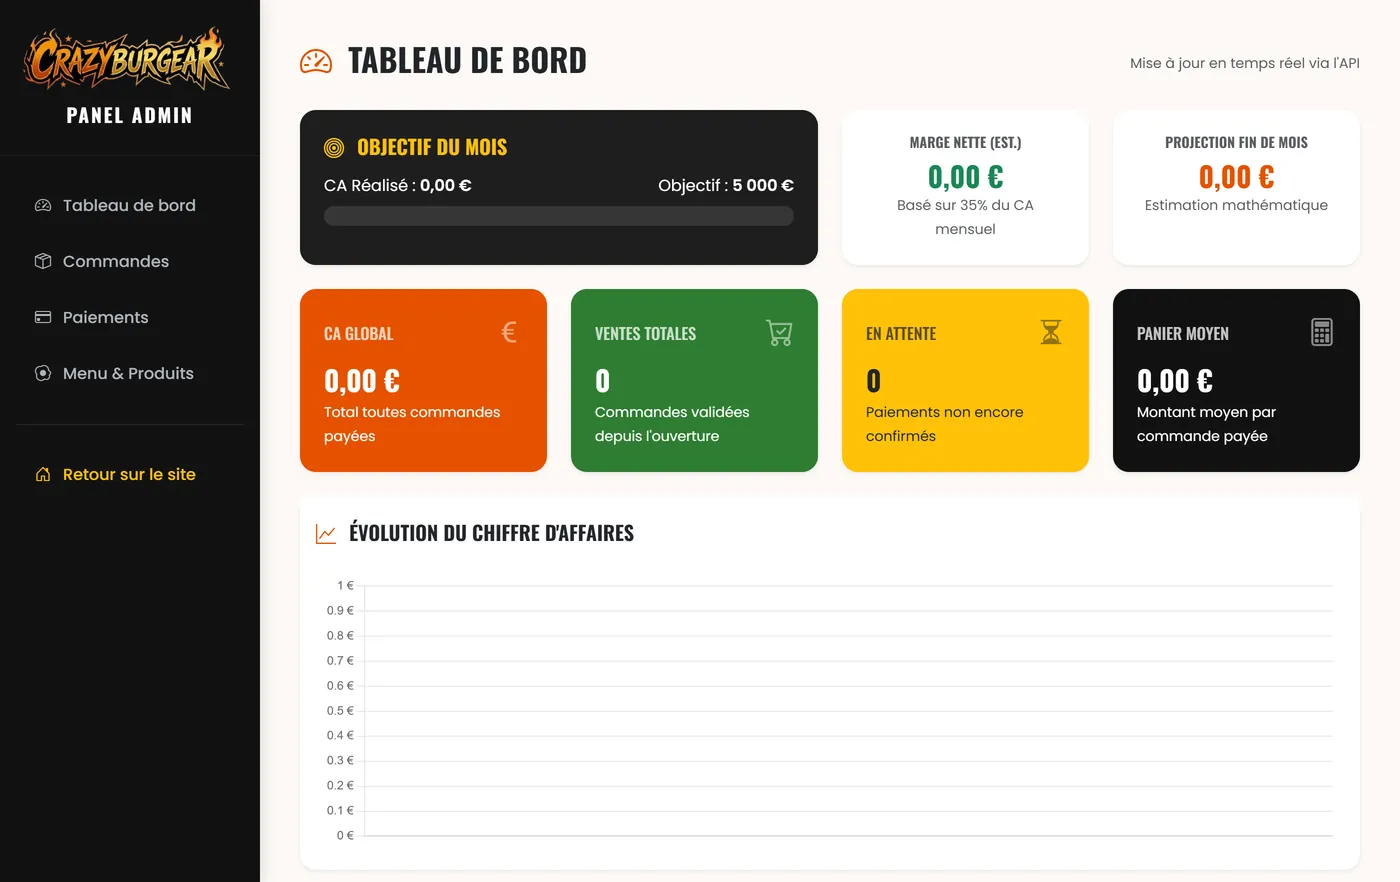 CRAZYBURGEAR
PANEL ADMIN
Tableau de bord
Commandes
Paiements
Menu & Produits
Retour sur le site
TABLEAU DE BORD
Mise à jour en temps réel via l'API
OBJECTIF DU MOIS
CA Réalisé : 0,00 €
Objectif : 5 000 €
MARGE NETTE (EST.)
0,00 €
Basé sur 35% du CA
mensuel
PROJECTION FIN DE MOIS
0,00 €
Estimation mathématique
CA GLOBAL
€
0,00 €
Total toutes commandes
payées
VENTES TOTALES
0
Commandes validées
depuis l'ouverture
EN ATTENTE
0
Paiements non encore
confirmés
PANIER MOYEN
0,00 €
Montant moyen par
commande payée
ÉVOLUTION DU CHIFFRE D'AFFAIRES
1 €
0.9 €
0.8 €
0.7 €
0.6 €
0.5 €
0.4 €
0.3 €
0.2 €
0.1 €
0 €